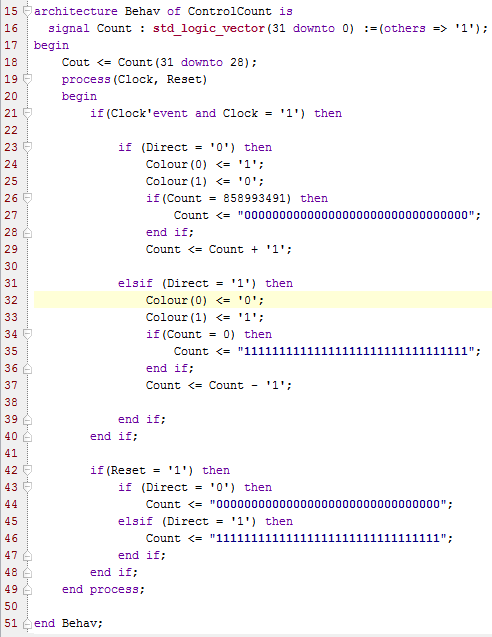 15 architecture Behav of ControlCount is
16 signal Count : std_logic_vector(31 downto 0) :=(others => '1');
17 begin
18 Cout <= Count(31 downto 28);
19 process(Clock, Reset)
20 begin
21 if(Clock'event and Clock = '1') then
22
23 if (Direct = '0') then
24 Colour(0) <= '1';
25 Colour(1) <= '0';
26 if(Count = 858993491) then
27 Count <= "00000000000000000000000000000000";
28 end if;
29 Count <= Count + '1';
30
31 elsif (Direct = '1') then
32 Colour(0) <= '0';
33 Colour(1) <= '1';
34 if(Count = 0) then
35 Count <= "11111111111111111111111111111111";
36 end if;
37 Count <= Count - '1';
38
39 end if;
40 end if;
41
42 if(Reset = '1') then
43 if (Direct = '0') then
44 Count <= "00000000000000000000000000000000";
45 elsif (Direct = '1') then
46 Count <= "11111111111111111111111111111111";
47 end if;
48 end if;
49 end process;
50
51 end Behav;